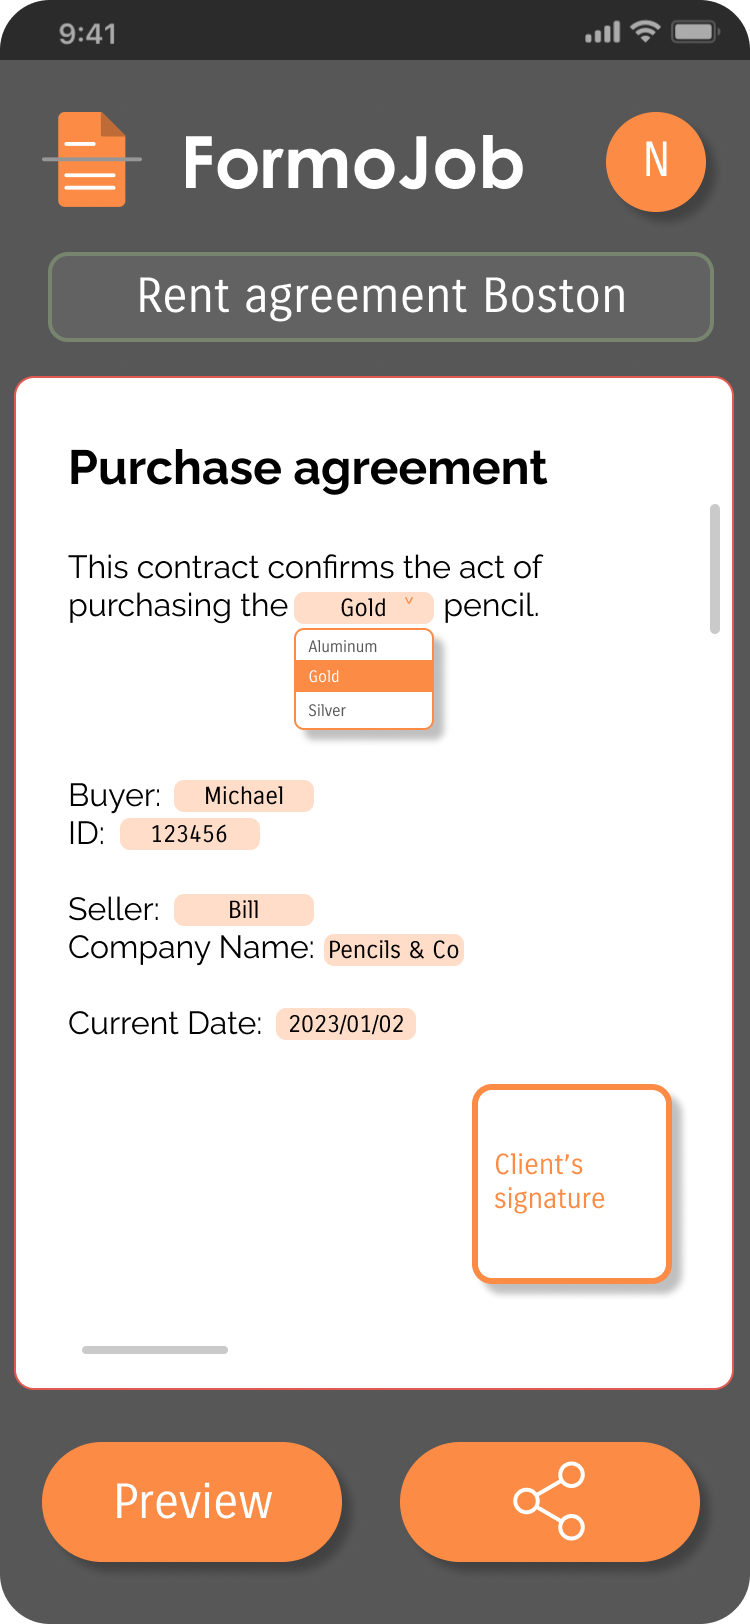 9:41
FormoJob
N
Rent agreement Boston
Purchase agreement
This contract confirms the act of
purchasing the Gold ˅ pencil.
Aluminum
Gold
Silver
Buyer: Michael
ID: 123456
Seller: Bill
Company Name: Pencils & Co
Current Date: 2023/01/02
Client’s
signature
Preview